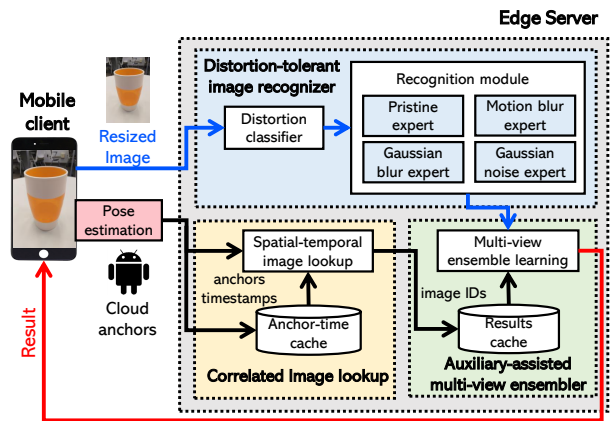 Edge Server
Distortion-tolerant
image recognizer
Recognition module
Mobile
client
Resized
Image
Distortion
classifier
Pristine
expert
Motion blur
expert
Gaussian
blur expert
Gaussian
noise expert
Pose
estimation
Cloud
anchors
Spatial-temporal
image lookup
anchors
timestamps
Anchor-time
cache
Correlated Image lookup
Multi-view
ensemble learning
image IDs
Results
cache
Auxiliary-assisted
multi-view ensembler
Result